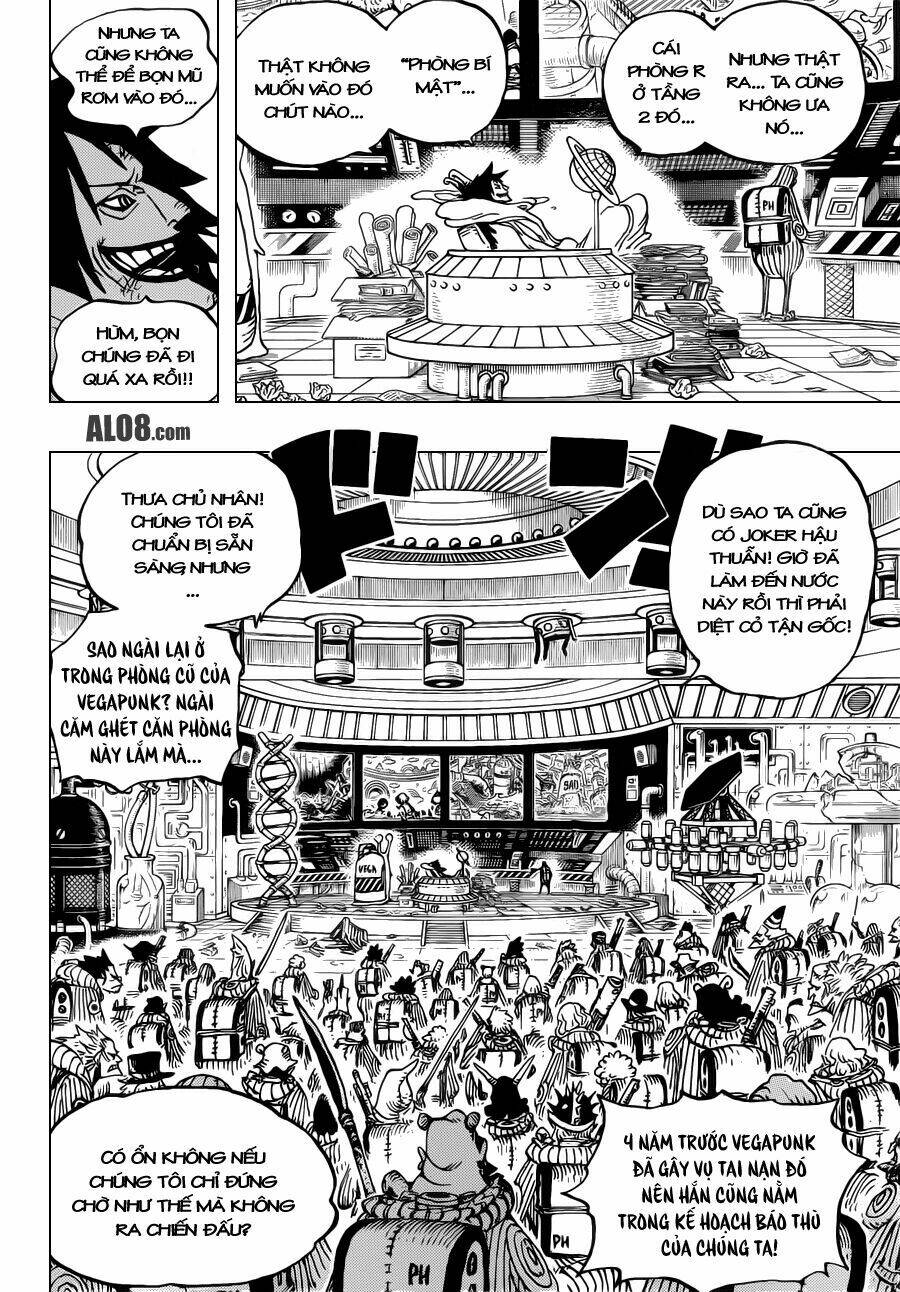 NHƯNG THẬT
RA... TA CŨNG
KHÔNG ƯA
NÓ...
CÁI
PHÒNG R
Ở TẦNG
2 ĐÓ...
"PHÒNG BÍ
MẬT"...
THẬT KHÔNG
MUỐN VÀO ĐÓ
CHÚT NÀO...
PH
NHƯNG TA
CŨNG KHÔNG
THỂ ĐỂ BỌN MŨ
RƠM VÀO ĐÓ...
HỪM, BỌN
CHÚNG ĐÃ ĐI
QUÁ XA RỒI!!
AL08.com
DÙ SAO TA CŨNG
CÓ JOKER HẬU
THUẪN! GIỜ ĐÃ
LÀM ĐẾN NƯỚC
NÀY RỒI THÌ PHẢI
DIỆT CỎ TẬN GỐC!
THƯA CHỦ NHÂN!
CHÚNG TÔI ĐÃ
CHUẨN BỊ SẴN
SÀNG NHƯNG
...
SAO NGÀI LẠI Ở
TRONG PHÒNG CŨ CỦA
VEGAPUNK? NGÀI
CĂM GHÉT CĂN PHÒNG
NÀY LẮM MÀ...
SAD
VEGA
4 NĂM TRƯỚC VEGAPUNK
ĐÃ GÂY VỤ TAI NẠN ĐÓ
NÊN HẮN CŨNG NẰM
TRONG KẾ HOẠCH BÁO THÙ
CỦA CHÚNG TA!
CÓ ỔN KHÔNG NẾU
CHÚNG TÔI CHỈ ĐỨNG
CHỜ NHƯ THẾ MÀ KHÔNG
RA CHIẾN ĐẤU?
PH
PH